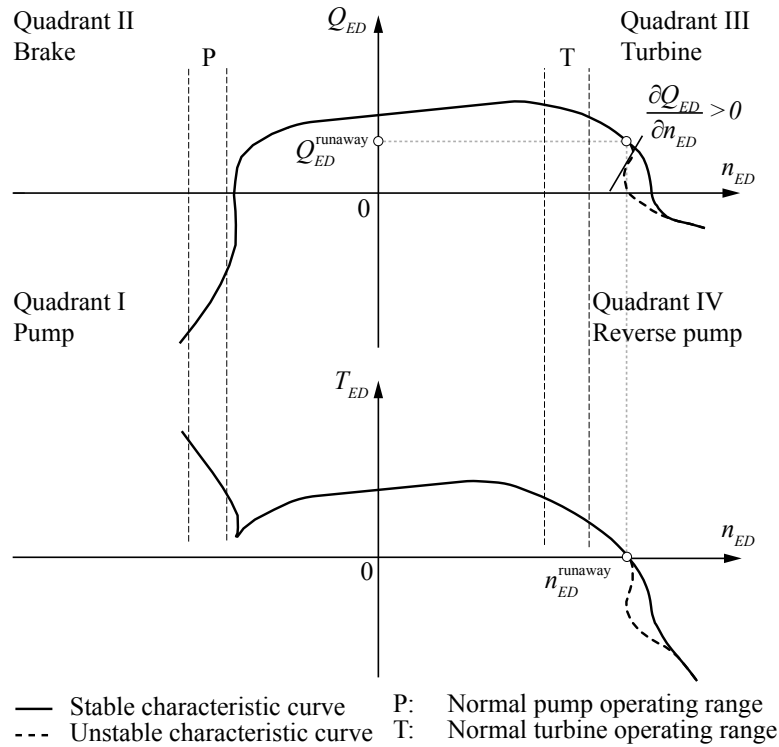 Quadrant II
Brake
Q_ED
Quadrant III
Turbine
P
T
∂Q_ED/∂n_ED > 0
Q_ED^runaway
n_ED
0
Quadrant I
Pump
Quadrant IV
Reverse pump
T_ED
n_ED
0
n_ED^runaway
Stable characteristic curve
P: Normal pump operating range
Unstable characteristic curve
T: Normal turbine operating range